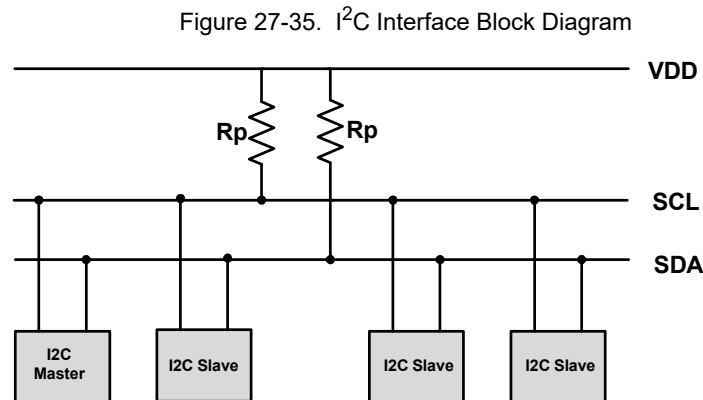 Figure 27-35. I2C Interface Block Diagram
VDD
Rp
Rp
SCL
SDA
I2C
Master
I2C Slave
I2C Slave
I2C Slave